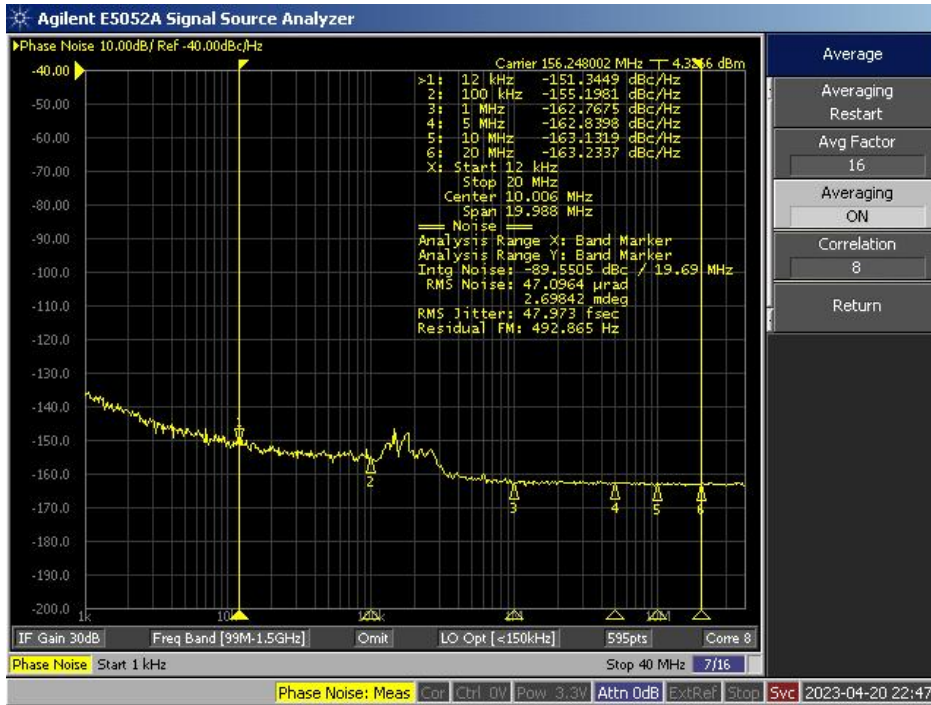 Agilent E5052A Signal Source Analyzer
▶Phase Noise 10.00dB/ Ref -40.00dBc/Hz
Carrier 156.248002 MHz 4.3266 dBm
-40.00
-50.00
-60.00
-70.00
-80.00
-90.00
-100.0
-110.0
-120.0
-130.0
-140.0
-150.0
-160.0
-170.0
-180.0
-190.0
-200.0
>1: 12 kHz -151.3449 dBc/Hz
2: 100 kHz -155.1981 dBc/Hz
3: 1 MHz -162.7675 dBc/Hz
4: 5 MHz -162.8398 dBc/Hz
5: 10 MHz -163.1319 dBc/Hz
6: 20 MHz -163.2337 dBc/Hz
X: Start 12 kHz
Stop 20 MHz
Center 10.006 MHz
Span 19.988 MHz
=== Noise ===
Analysis Range X: Band Marker
Analysis Range Y: Band Marker
Intg Noise: -89.5505 dBc / 19.69 MHz
RMS Noise: 47.0964 µrad
2.69842 mdeg
RMS Jitter: 47.973 fsec
Residual FM: 492.865 Hz
1
2
3
4
5
6
1k
10k
100k
1M
10M
IF Gain 30dB
Freq Band [99M-1.5GHz]
Omit
LO Opt [<150kHz]
595pts
Corre 8
Phase Noise Start 1 kHz
Stop 40 MHz 7/16
Average
Averaging
Restart
Avg Factor
16
Averaging
ON
Correlation
8
Return
Phase Noise: Meas Cor Ctrl 0V Pow 3.3V Attn 0dB ExtRef Stop Svc 2023-04-20 22:47